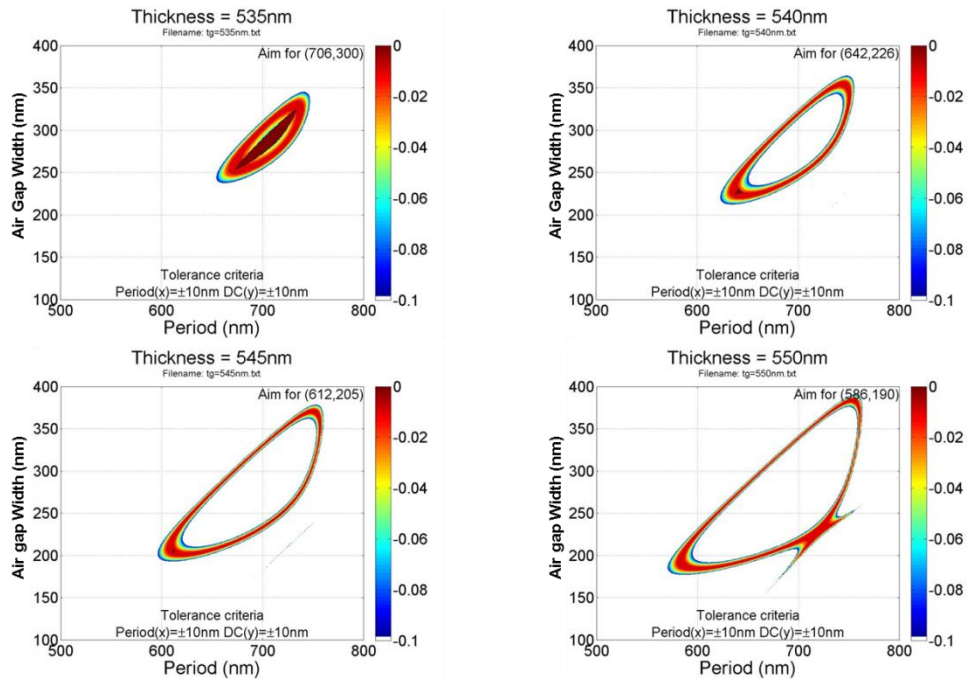 Thickness = 535nm
Filename: tg=535nm.txt
Aim for (706,300)
Air Gap Width (nm)
400
350
300
250
200
150
100
500
600
700
800
Tolerance criteria
Period(x)=±10nm DC(y)=±10nm
Period (nm)
0
-0.02
-0.04
-0.06
-0.08
-0.1
Thickness = 540nm
Filename: tg=540nm.txt
Aim for (642,226)
Air Gap Width (nm)
400
350
300
250
200
150
100
500
600
700
800
Tolerance criteria
Period(x)=±10nm DC(y)=±10nm
Period (nm)
0
-0.02
-0.04
-0.06
-0.08
-0.1
Thickness = 545nm
Filename: tg=545nm.txt
Aim for (612,205)
Air gap Width (nm)
400
350
300
250
200
150
100
500
600
700
800
Tolerance criteria
Period(x)=±10nm DC(y)=±10nm
Period (nm)
0
-0.02
-0.04
-0.06
-0.08
-0.1
Thickness = 550nm
Filename: tg=550nm.txt
Aim for (586,190)
Air gap Width (nm)
400
350
300
250
200
150
100
500
600
700
800
Tolerance criteria
Period(x)=±10nm DC(y)=±10nm
Period (nm)
0
-0.02
-0.04
-0.06
-0.08
-0.1